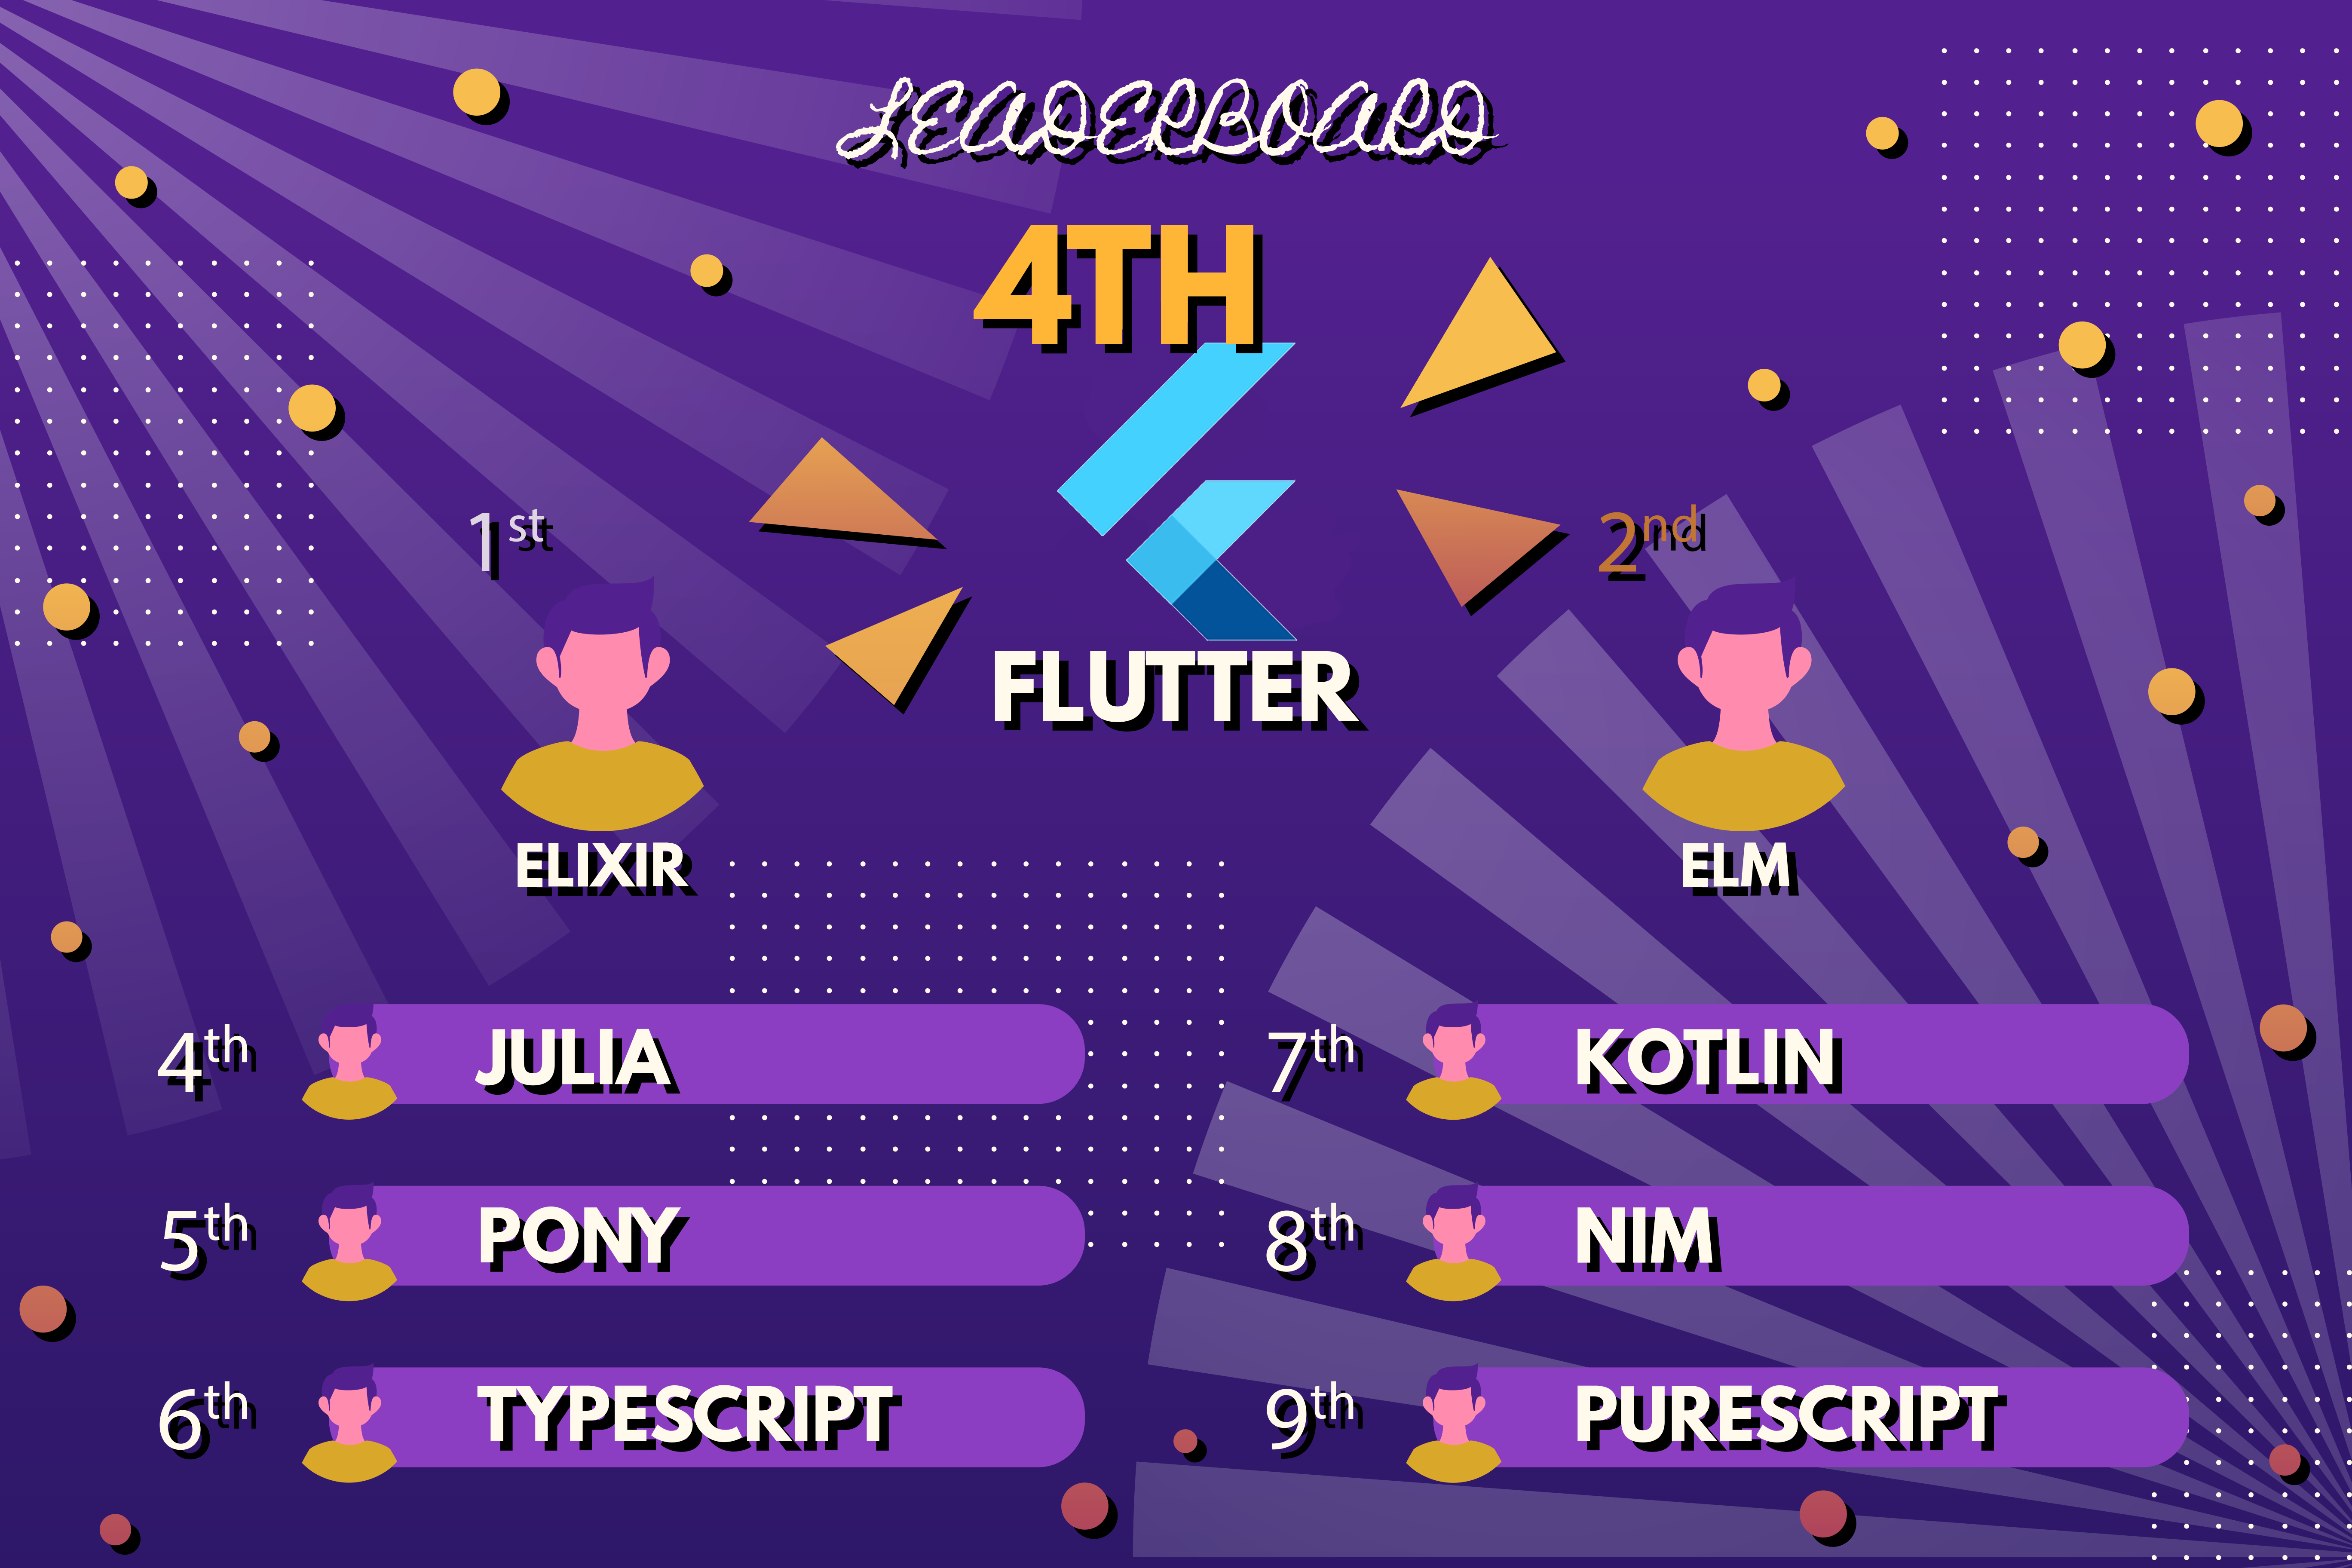 LEADERBOARD
4TH
FLUTTER
1st
ELIXIR
2nd
ELM
4th JULIA
5th PONY
6th TYPESCRIPT
7th KOTLIN
8th NIM
9th PURESCRIPT